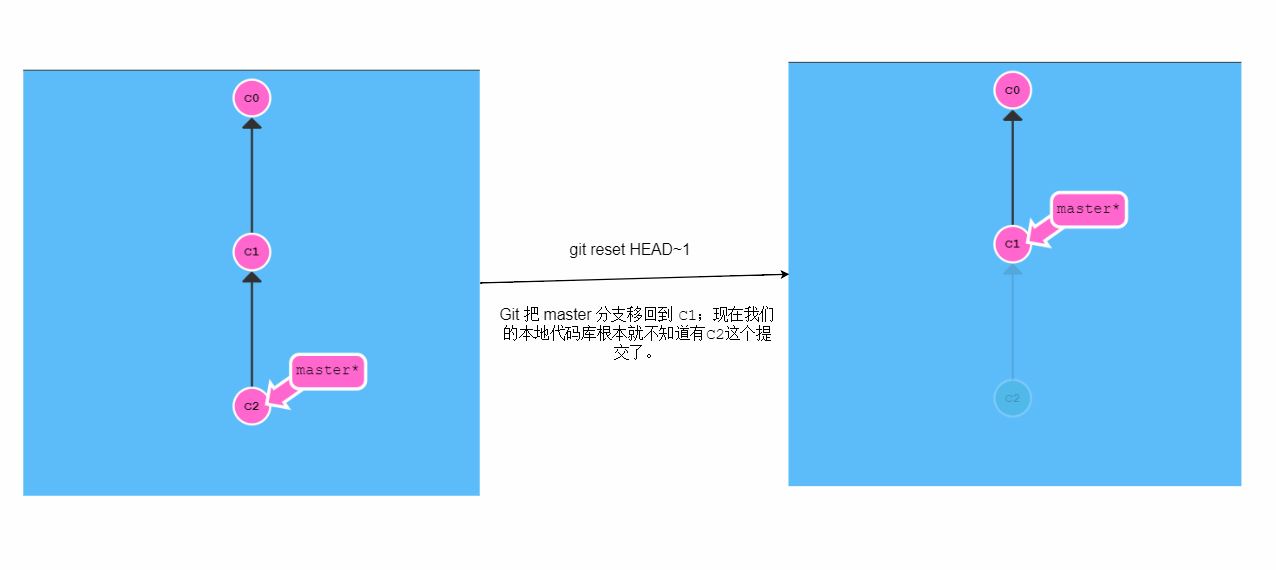 C0
C1
master*
C2
git reset HEAD~1
Git 把 master 分支移回到 C1；现在我们
的本地代码库根本就不知道有C2这个提
交了。
C0
master*
C1
C2